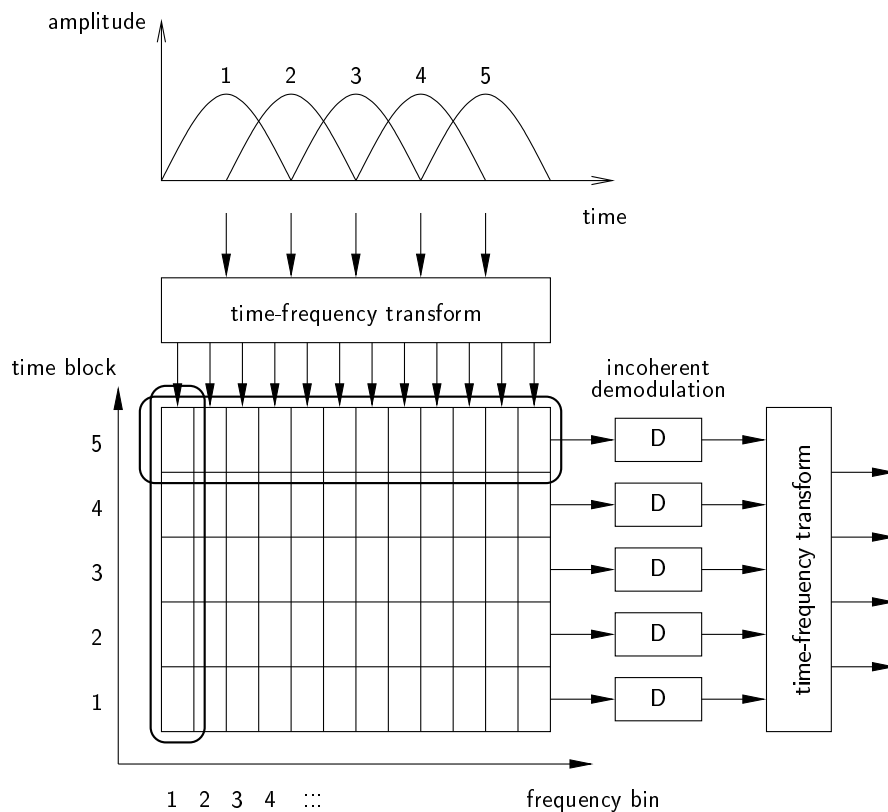 amplitude
1 2 3 4 5
time
time-frequency transform
time block
incoherent
demodulation
5
D
4
D
3
D
2
D
1
D
time-frequency transform
1 2 3 4 :::
frequency bin